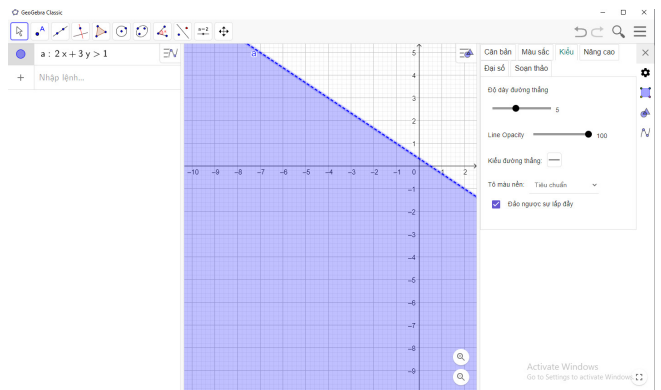 GeoGebra Classic
a=2
a : 2 x + 3 y > 1
Nhập lệnh...
a
5
4
3
2
1
−10 −9 −8 −7 −6 −5 −4 −3 −2 −1 0 1 2
−1
−2
−3
−4
−5
−6
−7
−8
−9
Căn bản Màu sắc Kiểu Nâng cao
Đại số Soạn thảo
Độ dày đường thẳng
5
Line Opacity 100
Kiểu đường thẳng:
Tô màu nền: Tiêu chuẩn
Đảo ngược sự lấp đầy
Activate Windows
Go to Settings to activate Windows